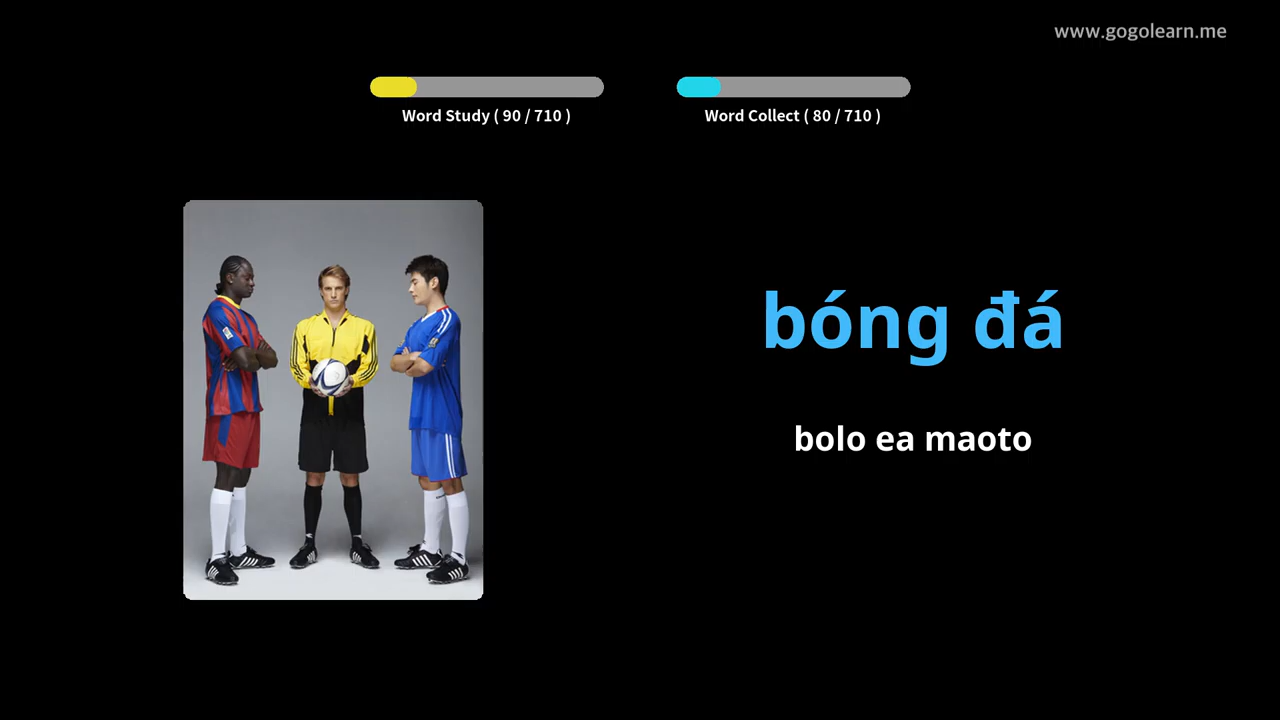 www.gogolearn.me
Word Study ( 90 / 710 )
Word Collect ( 80 / 710 )
bóng đá
bolo ea maoto